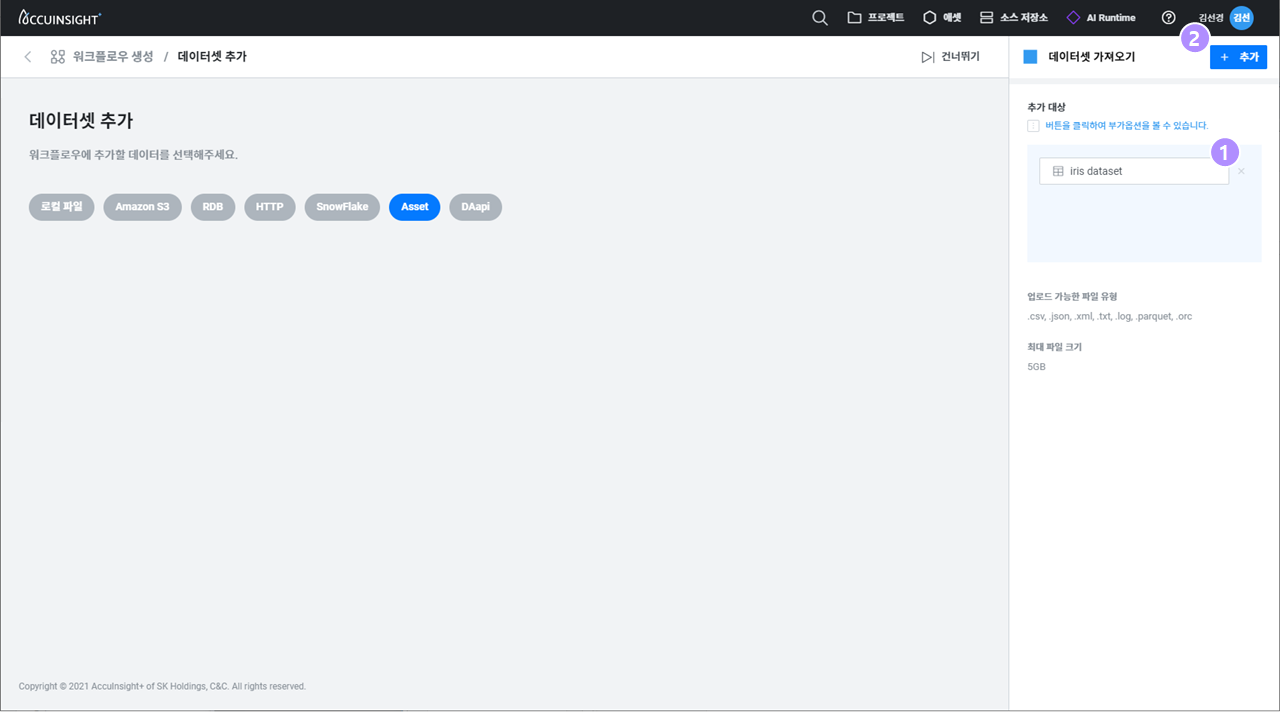 ACCUINSIGHT+
프로젝트
애셋
소스 저장소
AI Runtime
김선경
김선
2
워크플로우 생성 / 데이터셋 추가
건너뛰기
데이터셋 가져오기
+ 추가
데이터셋 추가
워크플로우에 추가할 데이터를 선택해주세요.
로컬 파일
Amazon S3
RDB
HTTP
SnowFlake
Asset
DAapi
추가 대상
버튼을 클릭하여 부가옵션을 볼 수 있습니다.
1
iris dataset
업로드 가능한 파일 유형
.csv, .json, .xml, .txt, .log, .parquet, .orc
최대 파일 크기
5GB
Copyright © 2021 AccuInsight+ of SK Holdings, C&C. All rights reserved.